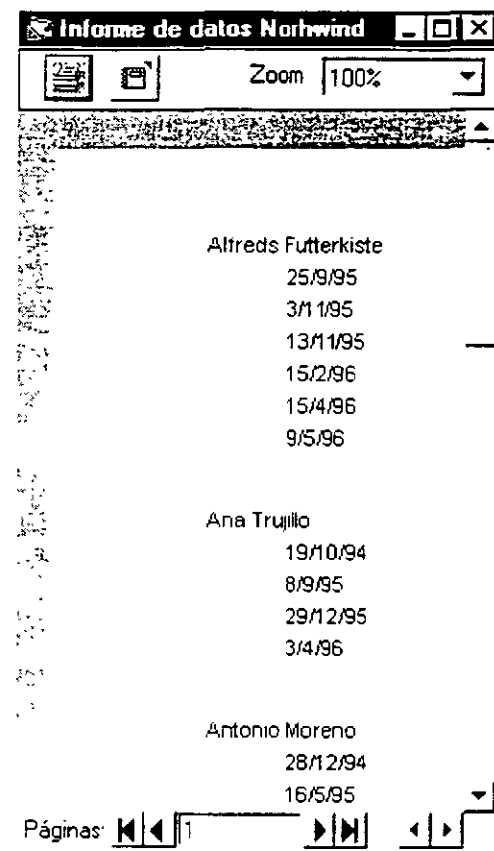 Informe de datos Norhwind
Zoom 100%
Alfreds Futterkiste
25/9/95
3/11/95
13/11/95
15/2/96
15/4/96
9/5/96
Ana Trujillo
19/10/94
8/9/95
29/12/95
3/4/96
Antonio Moreno
28/12/94
16/5/95
Páginas: 1